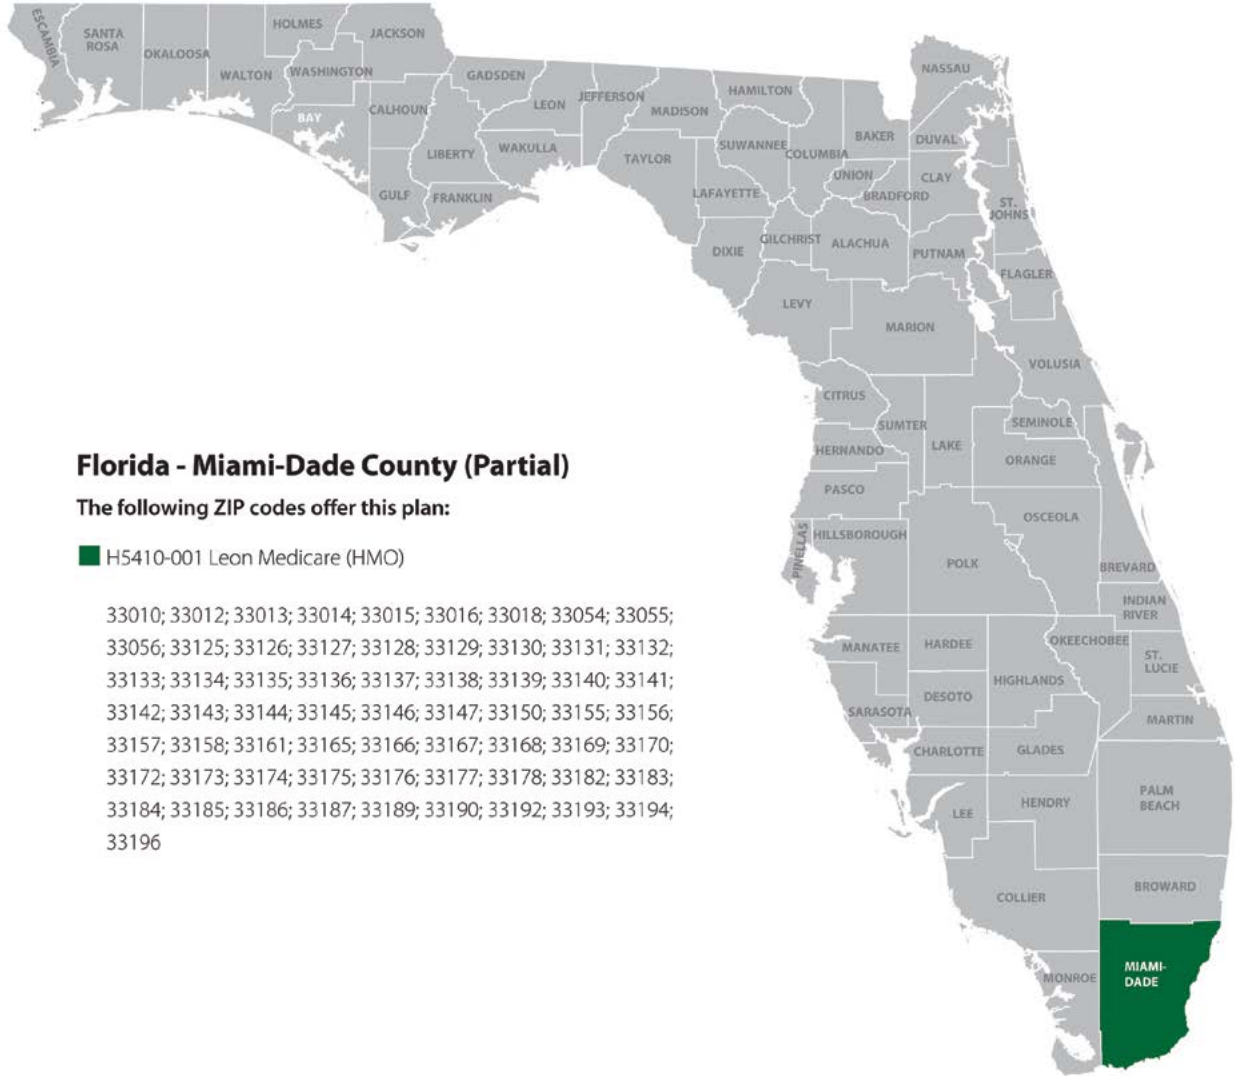 ESCAMBIA
SANTA
ROSA
OKALOOSA
HOLMES
WALTON
WASHINGTON
JACKSON
BAY
CALHOUN
GULF
GADSDEN
LIBERTY
FRANKLIN
LEON
WAKULLA
JEFFERSON
MADISON
TAYLOR
HAMILTON
SUWANNEE
LAFAYETTE
COLUMBIA
DIXIE
GILCHRIST
BAKER
UNION
BRADFORD
ALACHUA
NASSAU
DUVAL
CLAY
PUTNAM
ST.
JOHNS
FLAGLER
LEVY
MARION
VOLUSIA
CITRUS
SUMTER
LAKE
SEMINOLE
HERNANDO
ORANGE
PASCO
OSCEOLA
PINELLAS
HILLSBOROUGH
POLK
BREVARD
INDIAN
RIVER
MANATEE
HARDEE
OKEECHOBEE
ST.
LUCIE
HIGHLANDS
DESOTO
SARASOTA
MARTIN
CHARLOTTE
GLADES
LEE
HENDRY
PALM
BEACH
COLLIER
BROWARD
MONROE
MIAMI-
DADE
Florida - Miami-Dade County (Partial)
The following ZIP codes offer this plan:
H5410-001 Leon Medicare (HMO)
33010; 33012; 33013; 33014; 33015; 33016; 33018; 33054; 33055;
33056; 33125; 33126; 33127; 33128; 33129; 33130; 33131; 33132;
33133; 33134; 33135; 33136; 33137; 33138; 33139; 33140; 33141;
33142; 33143; 33144; 33145; 33146; 33147; 33150; 33155; 33156;
33157; 33158; 33161; 33165; 33166; 33167; 33168; 33169; 33170;
33172; 33173; 33174; 33175; 33176; 33177; 33178; 33182; 33183;
33184; 33185; 33186; 33187; 33189; 33190; 33192; 33193; 33194;
33196